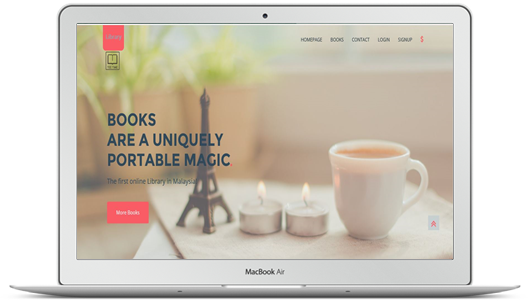 Library
HOMEPAGE BOOKS CONTACT LOGIN SIGNUP
BOOKS
ARE A UNIQUELY
PORTABLE MAGIC
The first online Library in Malaysia
More Books
MacBook Air